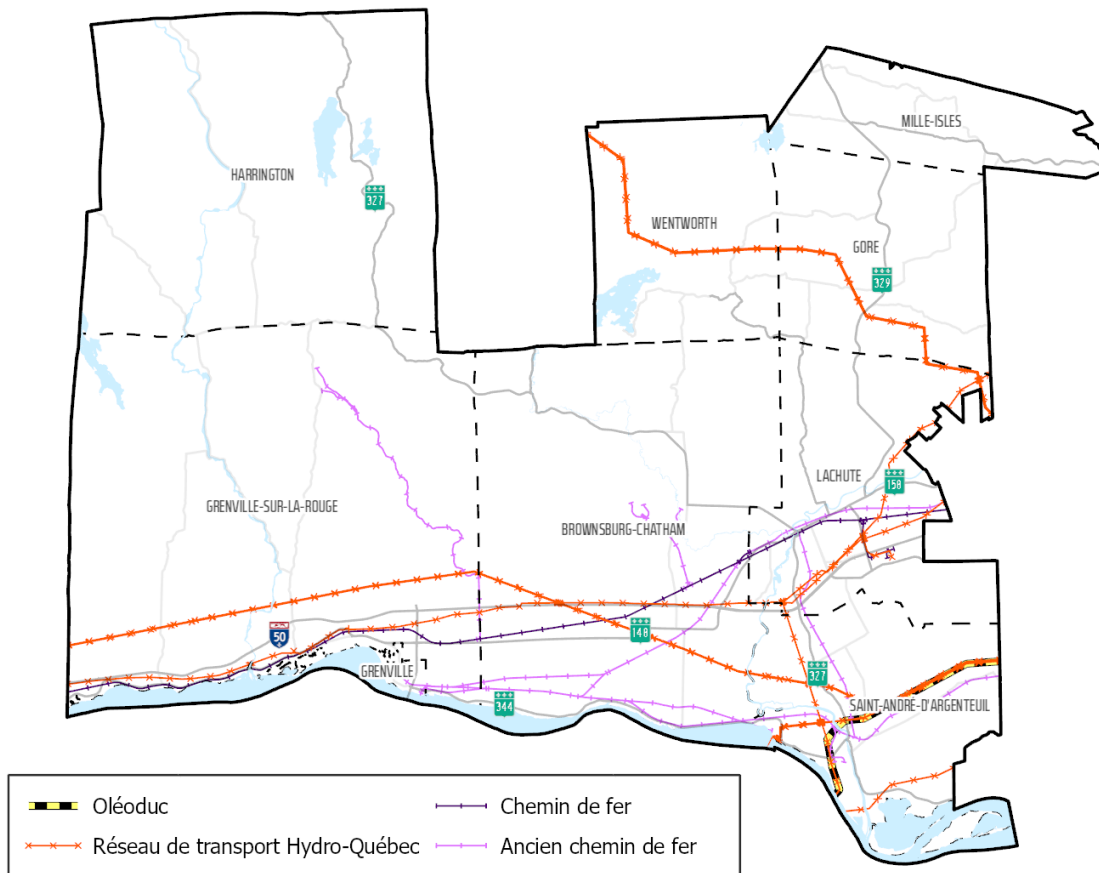 MILLE-ISLES
HARRINGTON
327
WENTWORTH
GORE
329
LACHUTE
158
GRENVILLE-SUR-LA-ROUGE
BROWNSBURG-CHATHAM
50
148
GRENVILLE
327
344
SAINT-ANDRÉ-D'ARGENTEUIL
Oléoduc
Chemin de fer
Réseau de transport Hydro-Québec
Ancien chemin de fer